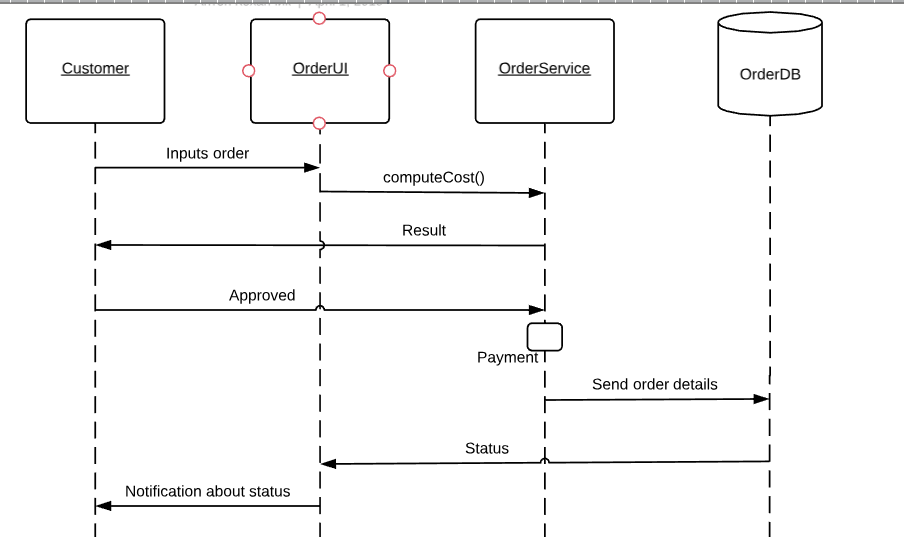 Customer
OrderUI
OrderService
OrderDB
Inputs order
computeCost()
Result
Approved
Payment
Send order details
Status
Notification about status